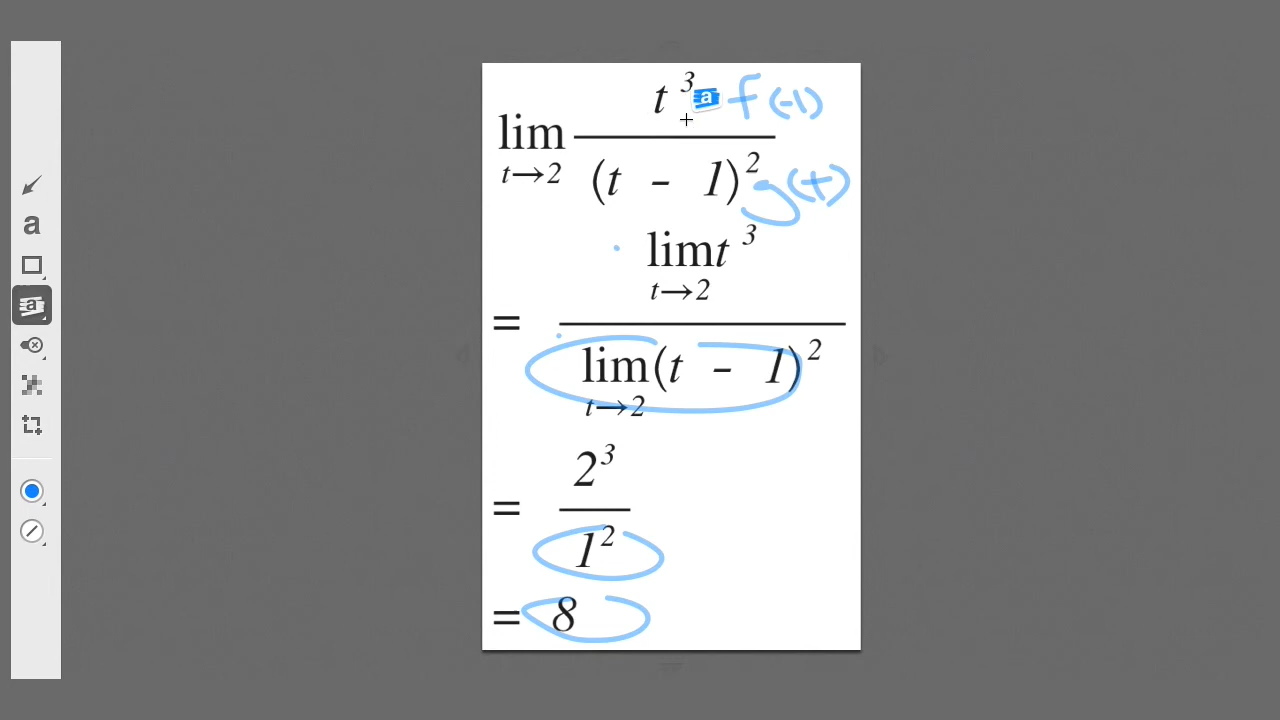 t³ f(-1)
lim
t→2 (t - 1)² g(t)
lim t³
t→2
=
lim (t - 1)²
t→2
2³
=
1²
= 8
a
a
a